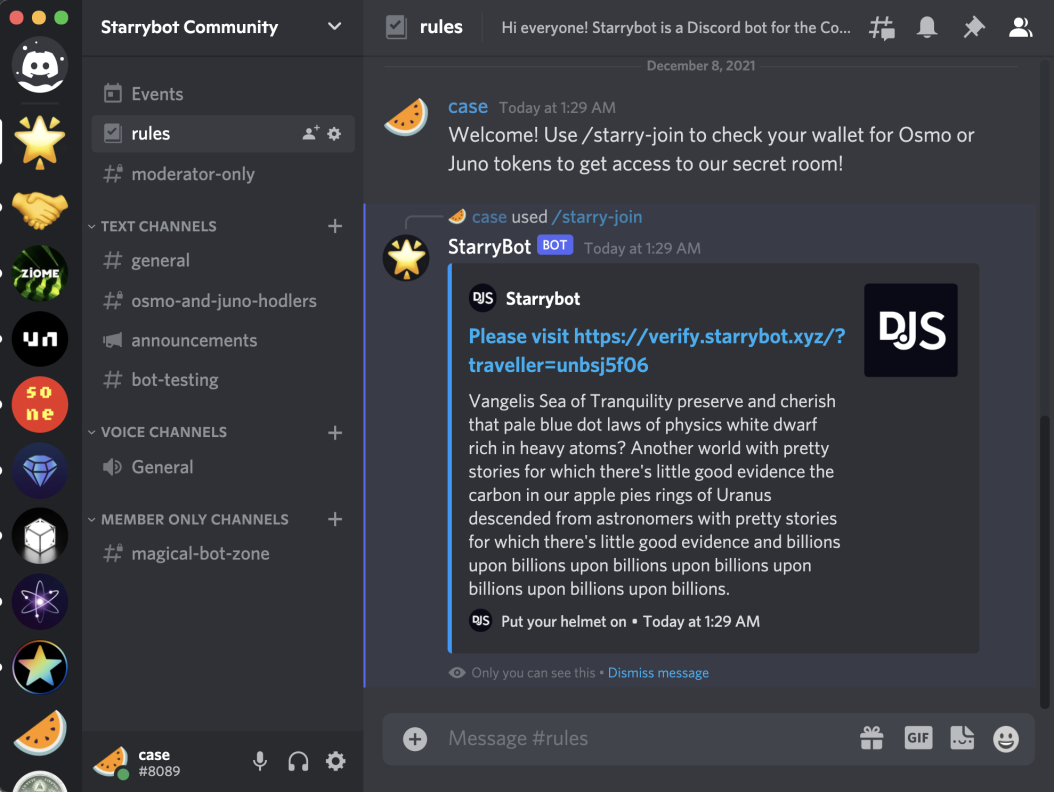 Starrybot Community
Events
rules
moderator-only
TEXT CHANNELS
general
osmo-and-juno-hodlers
announcements
bot-testing
VOICE CHANNELS
General
MEMBER ONLY CHANNELS
magical-bot-zone
case
#8089
ZIOME
un
so
ne
rules
Hi everyone! Starrybot is a Discord bot for the Co...
December 8, 2021
case Today at 1:29 AM
Welcome! Use /starry-join to check your wallet for Osmo or
Juno tokens to get access to our secret room!
case used /starry-join
StarryBot BOT Today at 1:29 AM
DJS Starrybot
Please visit https://verify.starrybot.xyz/?
traveller=unbsj5f06
DJS
Vangelis Sea of Tranquility preserve and cherish
that pale blue dot laws of physics white dwarf
rich in heavy atoms? Another world with pretty
stories for which there's little good evidence the
carbon in our apple pies rings of Uranus
descended from astronomers with pretty stories
for which there's little good evidence and billions
upon billions upon billions upon billions upon
billions upon billions upon billions.
DJS Put your helmet on • Today at 1:29 AM
Only you can see this • Dismiss message
Message #rules
GIF